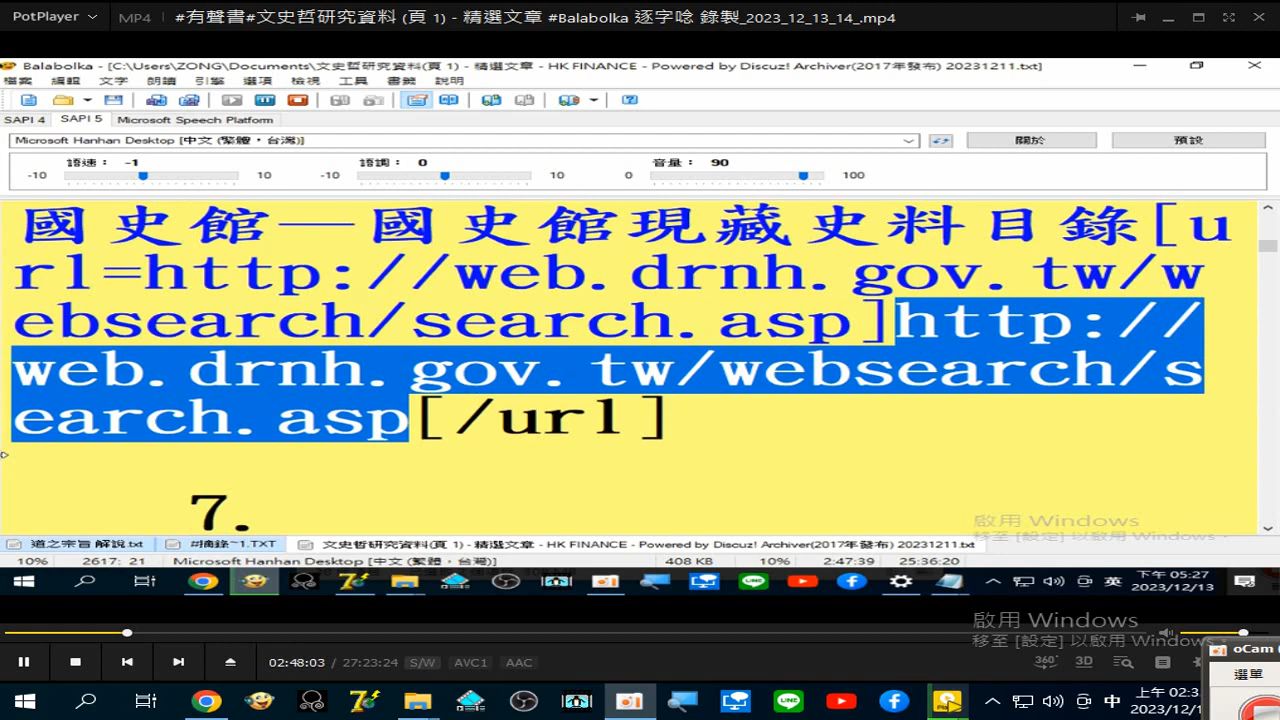 PotPlayer MP4 #有聲書#文史哲研究資料 (頁 1) - 精選文章 #Balabolka 逐字唸 錄製_2023_12_13_14_.mp4
Balabolka - [C:\Users\ZONG\Documents\文史哲研究資料(頁 1) - 精選文章 - HK FINANCE - Powered by Discuz! Archiver(2017年發布) 20231211.txt]
檔案 編輯 文字 朗讀 引擎 選項 檢視 工具 書籤 說明
SAPI 4 SAPI 5 Microsoft Speech Platform
Microsoft Hanhan Desktop [中文 (繁體，台灣)] 關於 預設
語速： -1 語調： 0 音量： 90
-10 10 -10 10 0 100
國史館—國史館現藏史料目錄[u
rl=http://web.drnh.gov.tw/w
ebsearch/search.asp]http://
web.drnh.gov.tw/websearch/s
earch.asp[/url]
7.
啟用 Windows
移至 [設定] 以啟用 Windows。
道之宗旨 解說.txt #摘錄~1.TXT 文史哲研究資料(頁 1) - 精選文章 - HK FINANCE - Powered by Discuz! Archiver(2017年發布) 20231211.txt
10% 2617: 21 Microsoft Hanhan Desktop [中文 (繁體，台灣)] 408 KB 10% 2:47:39 25:36:20
英 下午 05:27
2023/12/13
啟用 Windows
移至 [設定] 以啟用 Windows。
oCam (
02:48:03 / 27:23:24 S/W AVC1 AAC 360° 3D
選單
中 上午 02:3
2023/12/1